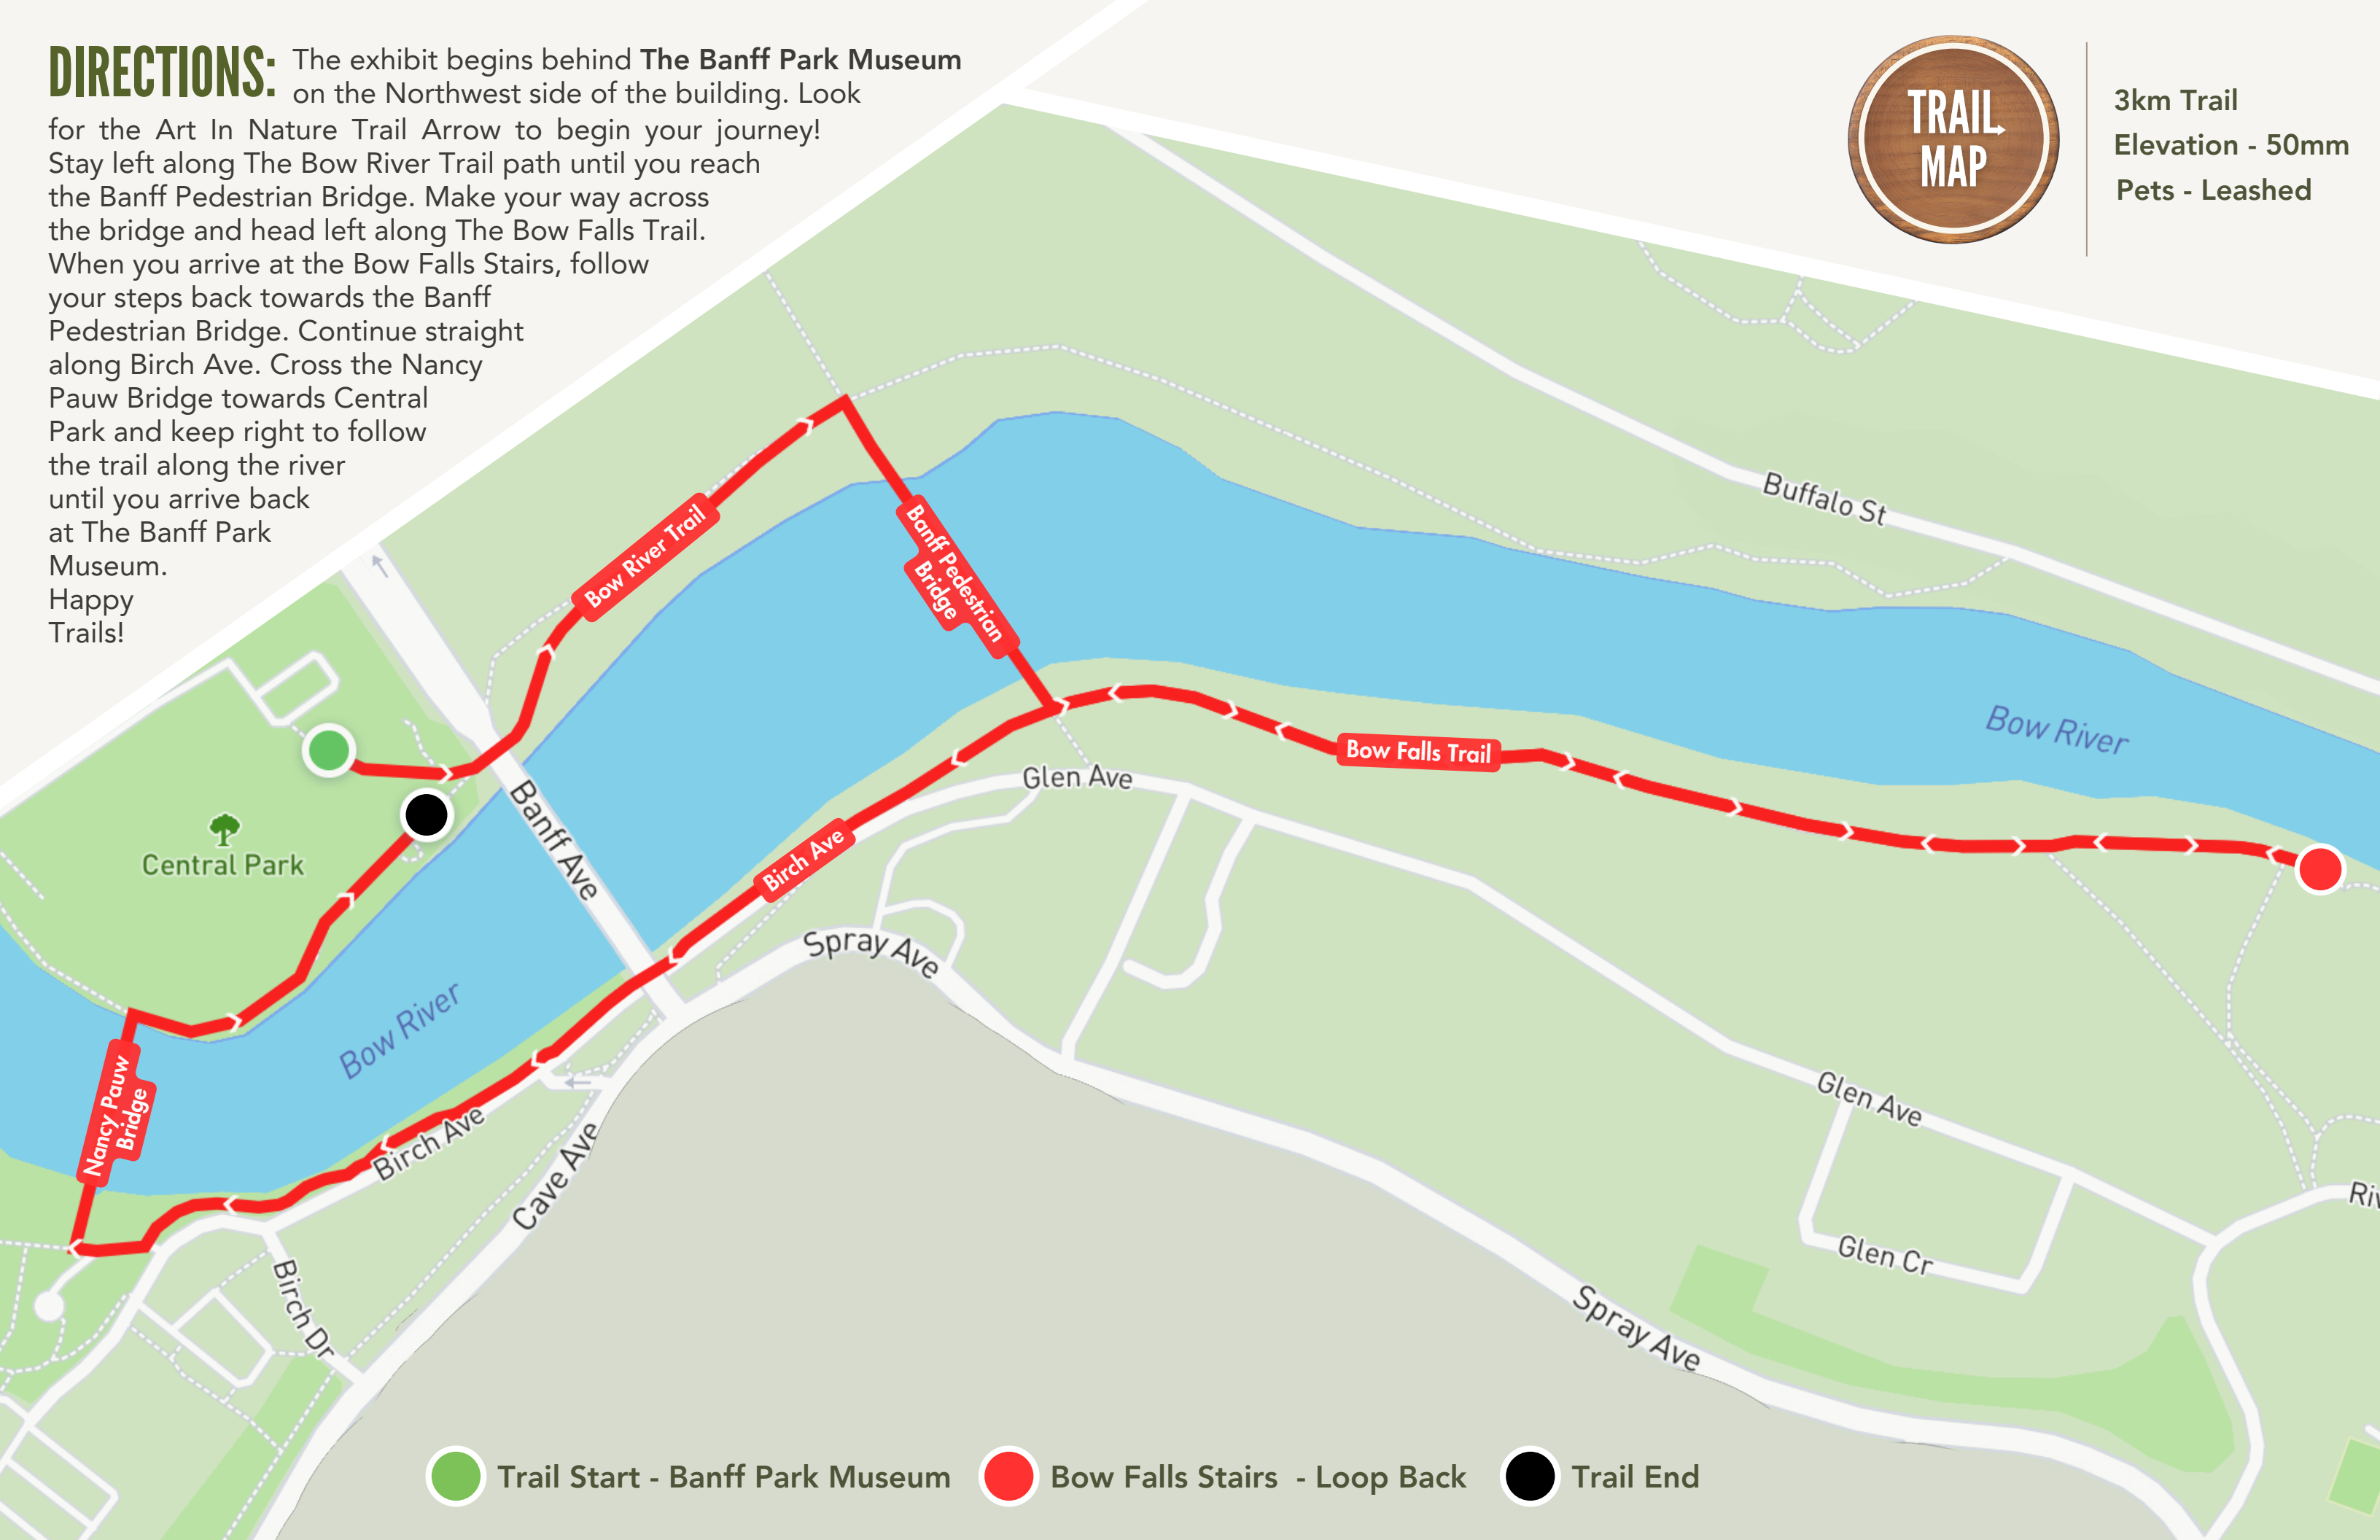 DIRECTIONS: The exhibit begins behind The Banff Park Museum
on the Northwest side of the building. Look
for the Art In Nature Trail Arrow to begin your journey!
Stay left along The Bow River Trail path until you reach
the Banff Pedestrian Bridge. Make your way across
the bridge and head left along The Bow Falls Trail.
When you arrive at the Bow Falls Stairs, follow
your steps back towards the Banff
Pedestrian Bridge. Continue straight
along Birch Ave. Cross the Nancy
Pauw Bridge towards Central
Park and keep right to follow
the trail along the river
until you arrive back
at The Banff Park
Museum.
Happy
Trails!
TRAIL
MAP
3km Trail
Elevation - 50mm
Pets - Leashed
Buffalo St
Bow River Trail
Banff Pedestrian
Bridge
Bow River
Bow Falls Trail
Glen Ave
Banff Ave
Birch Ave
Central Park
Spray Ave
Bow River
Nancy Pauw
Bridge
Birch Ave
Cave Ave
Glen Ave
Riv
Glen Cr
Birch Dr
Spray Ave
Trail Start - Banff Park Museum
Bow Falls Stairs - Loop Back
Trail End